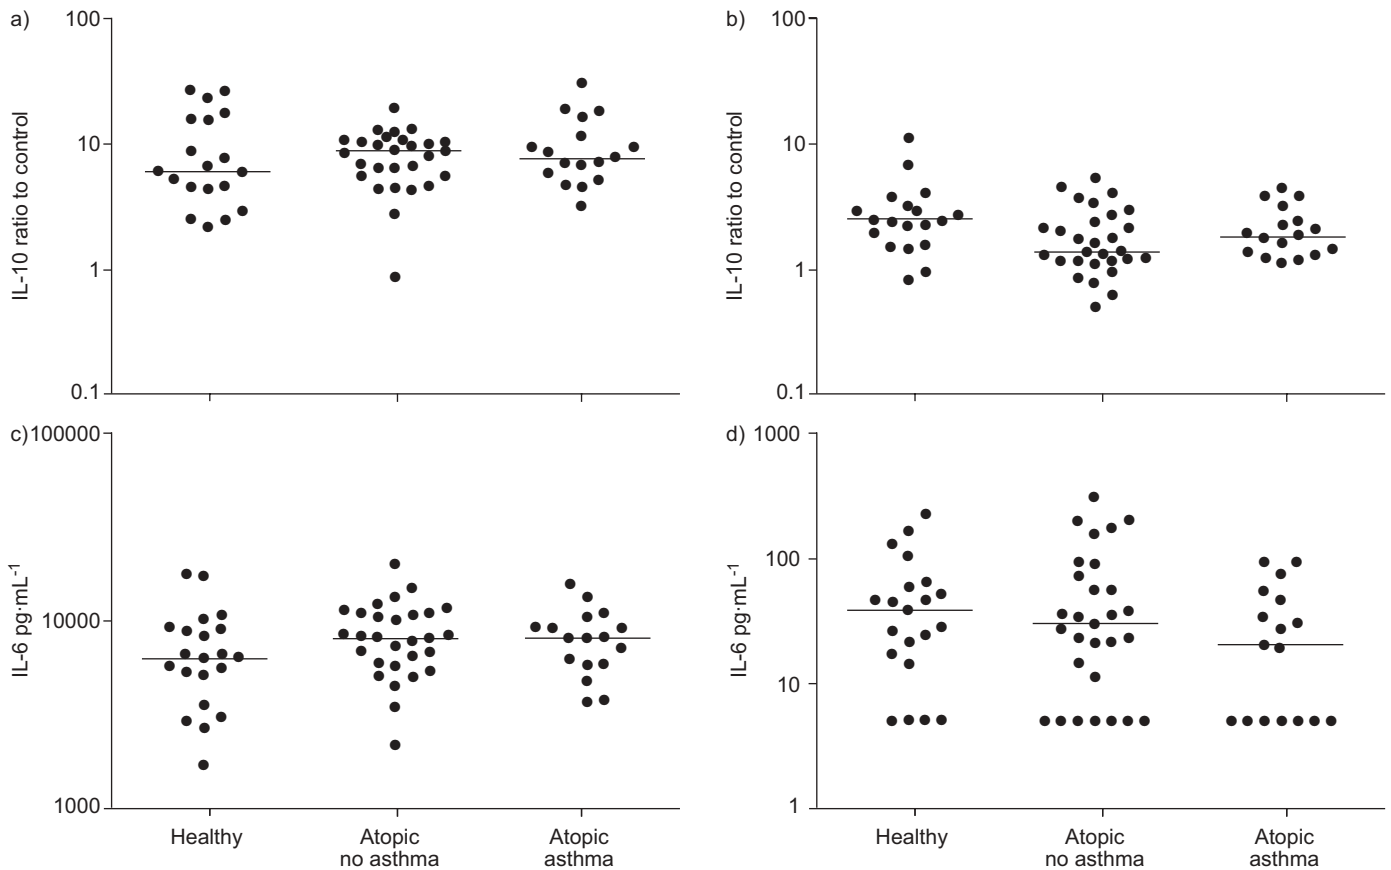 a)
100
10
1
0.1
IL-10 ratio to control
b)
100
10
1
0.1
IL-10 ratio to control
c)
100000
10000
1000
IL-6 pg·mL-1
Healthy
Atopic
no asthma
Atopic
asthma
d)
1000
100
10
1
IL-6 pg·mL-1
Healthy
Atopic
no asthma
Atopic
asthma